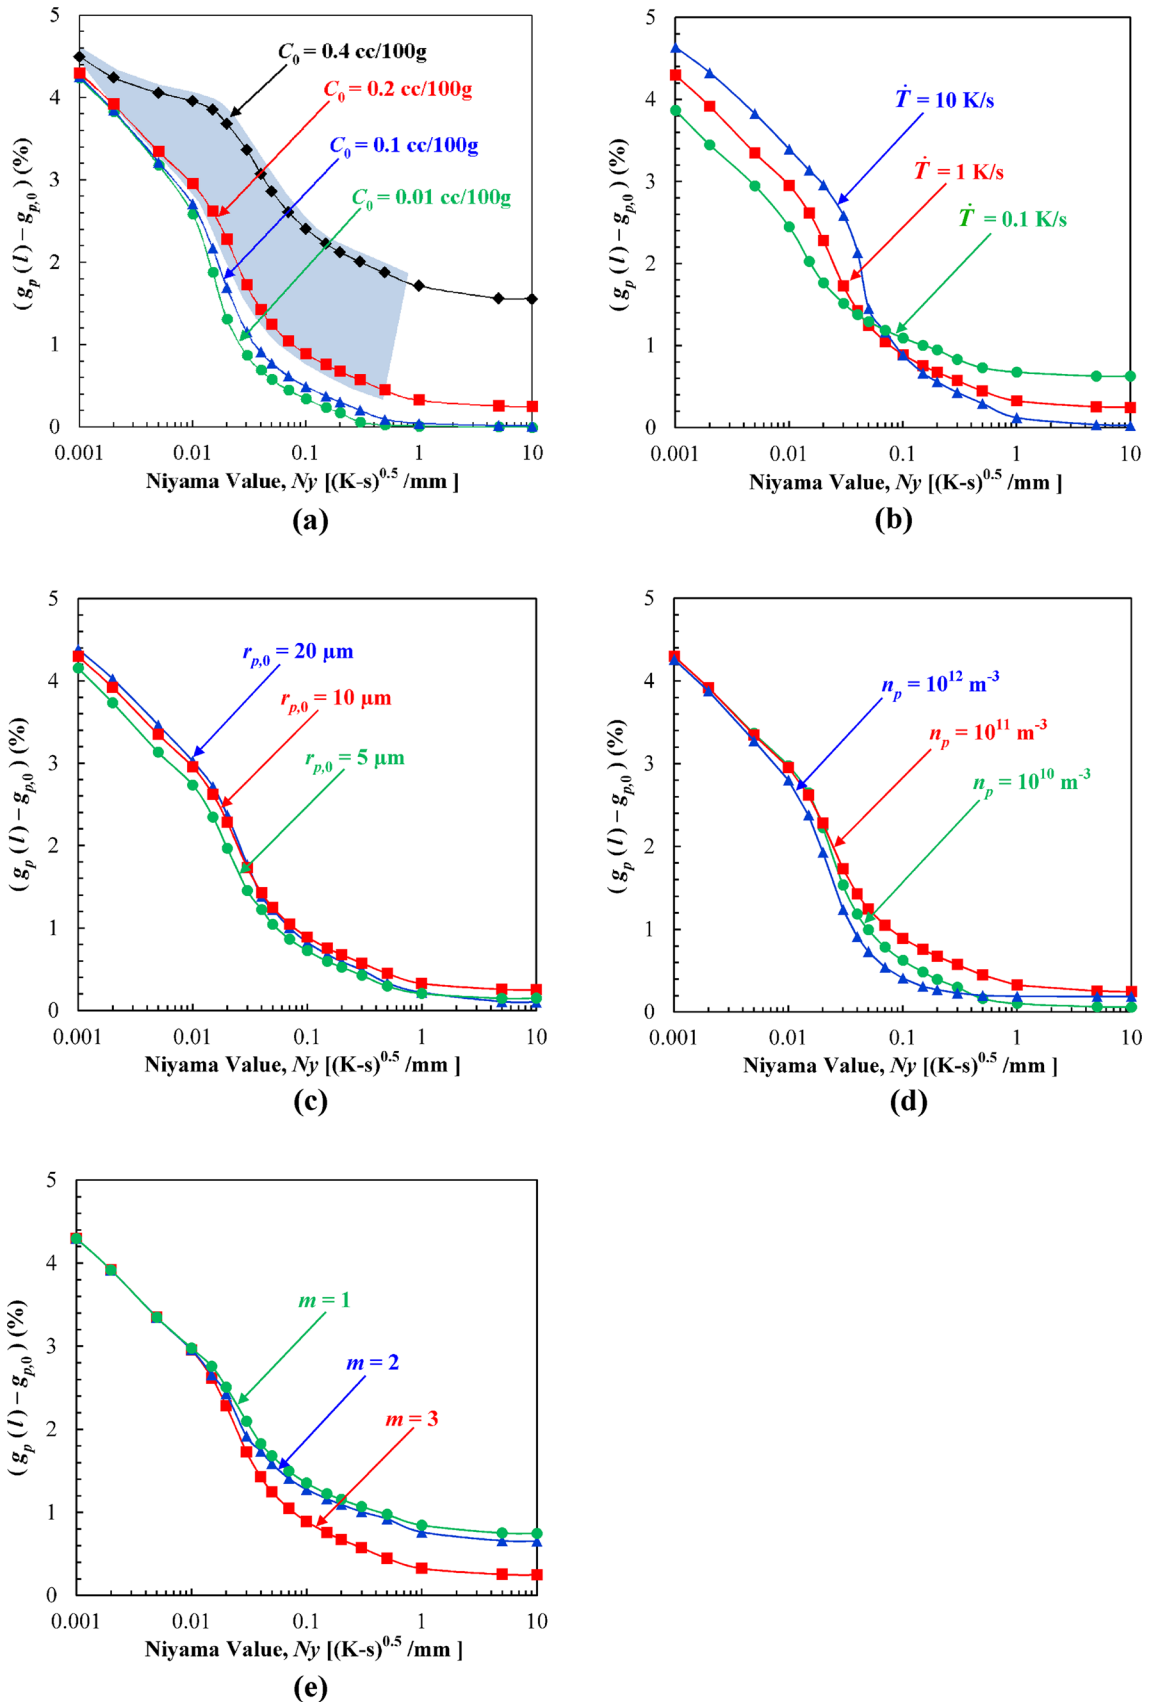 5
4
3
2
1
0
( gₚ (l) – gₚ,₀ ) (%)
C₀ = 0.4 cc/100g
C₀ = 0.2 cc/100g
C₀ = 0.1 cc/100g
C₀ = 0.01 cc/100g
0.001 0.01 0.1 1 10
Niyama Value, Ny [(K-s)^0.5 /mm ]
(a)
5
4
3
2
1
0
( gₚ (l) – gₚ,₀ ) (%)
Ṫ = 10 K/s
Ṫ = 1 K/s
Ṫ = 0.1 K/s
0.001 0.01 0.1 1 10
Niyama Value, Ny [(K-s)^0.5 /mm ]
(b)
5
4
3
2
1
0
( gₚ (l) – gₚ,₀ ) (%)
rₚ,₀ = 20 µm
rₚ,₀ = 10 µm
rₚ,₀ = 5 µm
0.001 0.01 0.1 1 10
Niyama Value, Ny [(K-s)^0.5 /mm ]
(c)
5
4
3
2
1
0
( gₚ (l) – gₚ,₀ ) (%)
nₚ = 10¹² m⁻³
nₚ = 10¹¹ m⁻³
nₚ = 10¹⁰ m⁻³
0.001 0.01 0.1 1 10
Niyama Value, Ny [(K-s)^0.5 /mm ]
(d)
5
4
3
2
1
0
( gₚ (l) – gₚ,₀ ) (%)
m = 1
m = 2
m = 3
0.001 0.01 0.1 1 10
Niyama Value, Ny [(K-s)^0.5 /mm ]
(e)